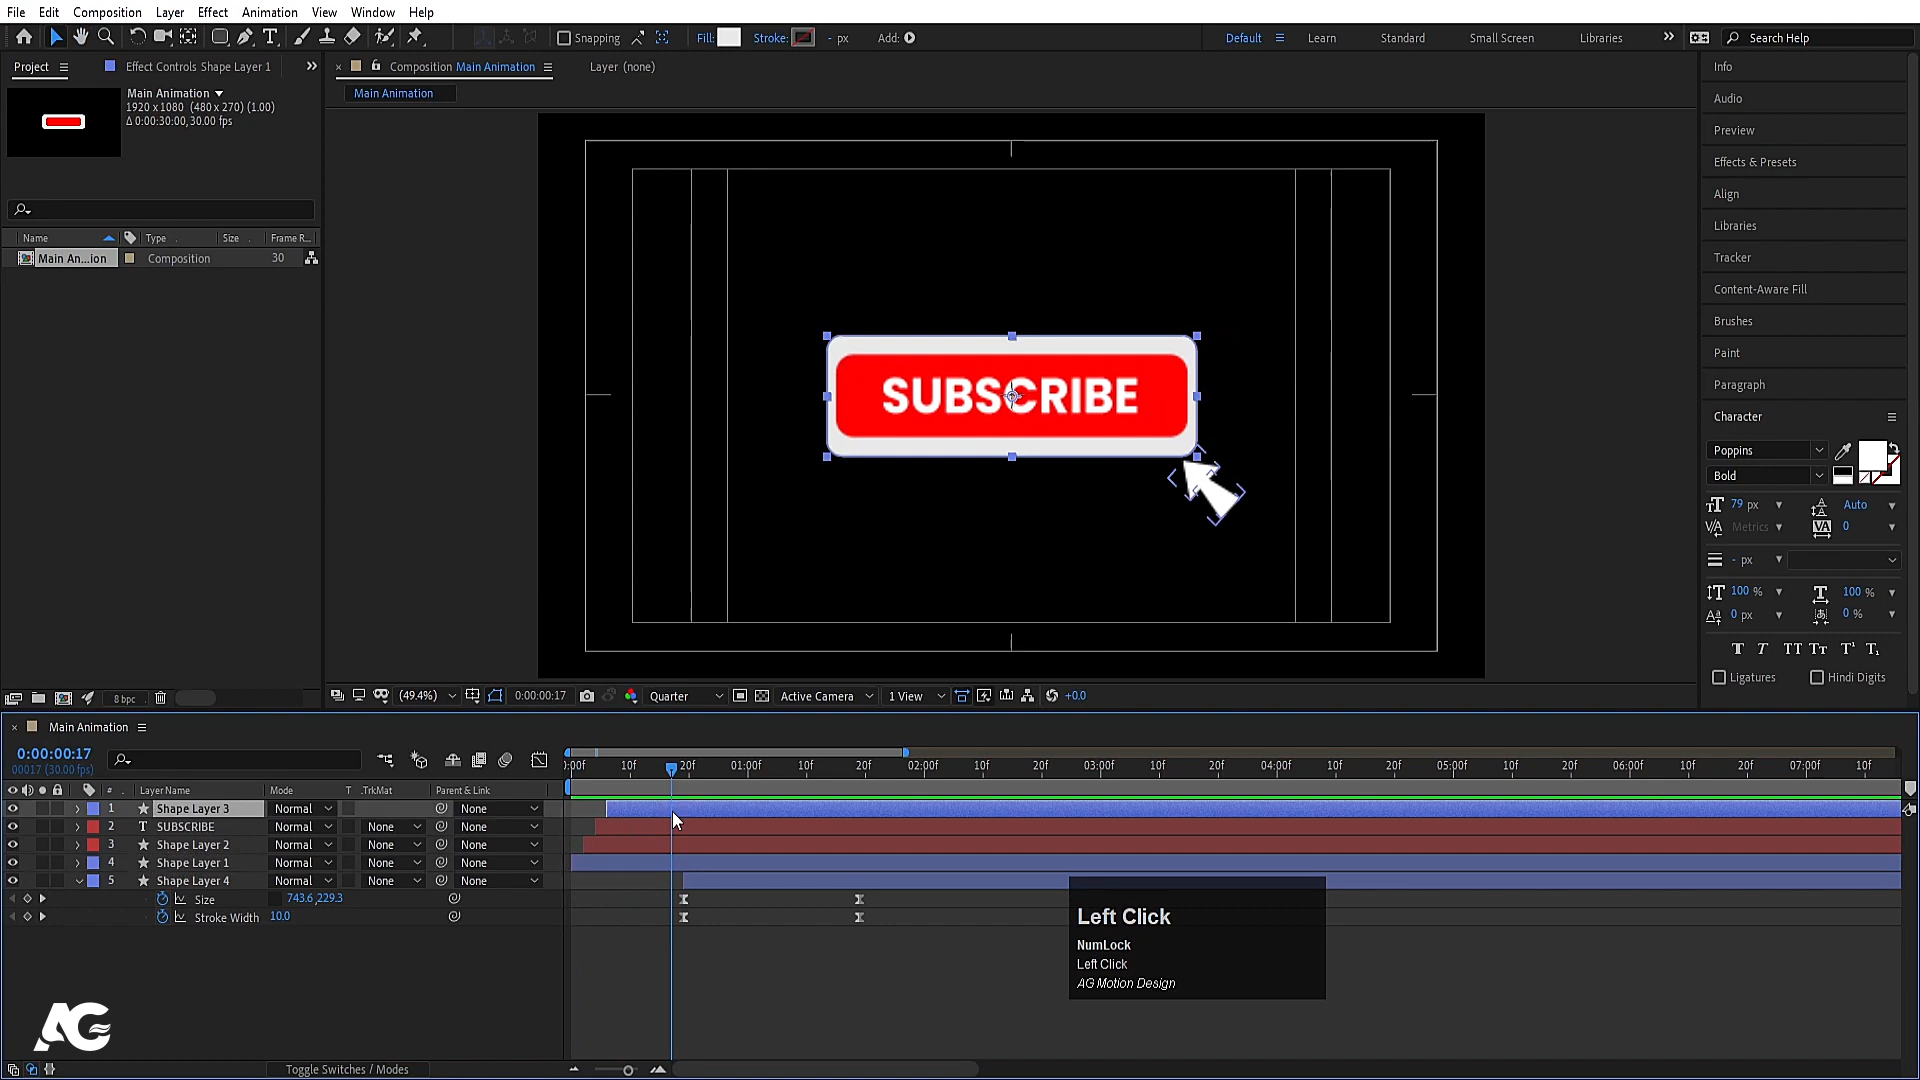 File Edit Composition Layer Effect Animation View Window Help
Snapping Fill: Stroke: - px Add: Default Learn Standard Small Screen Libraries Search Help
Project Effect Controls Shape Layer 1 Composition Main Animation Layer (none)
Main Animation
Main Animation
1920 x 1080 (480 x 270) (1.00)
Δ 0:00:30:00, 30.00 fps
Name Type Size Frame R...
Main An...ion Composition 30
SUBSCRIBE
Info
Audio
Preview
Effects & Presets
Align
Libraries
Tracker
Content-Aware Fill
Brushes
Paint
Paragraph
Character
Poppins
Bold
79 px Auto
Metrics 0
- px
100 % 100 %
0 px 0 %
T T TT Tt T¹ T₁
Ligatures Hindi Digits
8 bpc (49.4%) 0:00:00:17 Quarter Active Camera 1 View +0.0
Main Animation
0:00:00:17
00017 (30.00 fps)
:00f 10f 20f 01:00f 10f 20f 02:00f 10f 20f 03:00f 10f 20f 04:00f 10f 20f 05:00f 10f 20f 06:00f 10f 20f 07:00f 10f
# Layer Name Mode T .TrkMat Parent & Link
1 Shape Layer 3 Normal None
2 T SUBSCRIBE Normal None None
3 Shape Layer 2 Normal None None
4 Shape Layer 1 Normal None None
5 Shape Layer 4 Normal None None
Size 743.6,229.3
Stroke Width 10.0
Left Click
NumLock
Left Click
AG Motion Design
AG
Toggle Switches / Modes